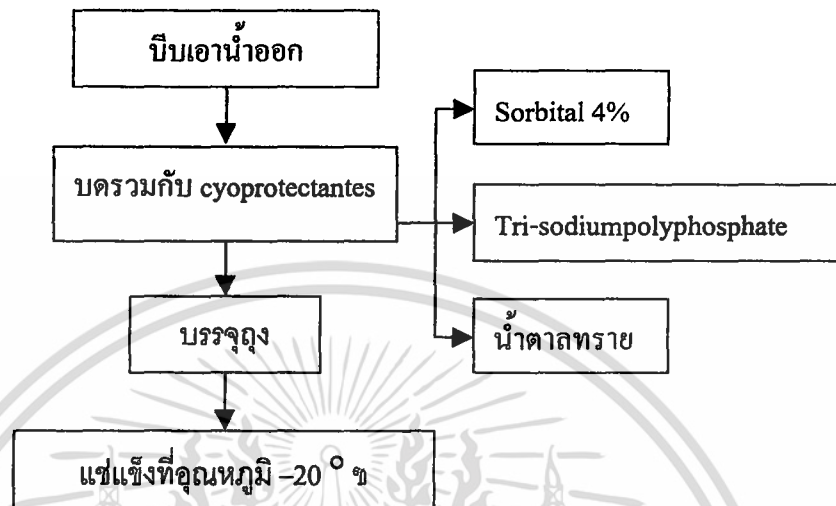 บีบเอาน้ำออก
Sorbital 4%
บดรวมกับ cyoprotectantes
Tri-sodiumpolyphosphate
บรรจุถุง
น้ำตาลทราย
แช่แข็งที่อุณหภูมิ –20 ° ซ